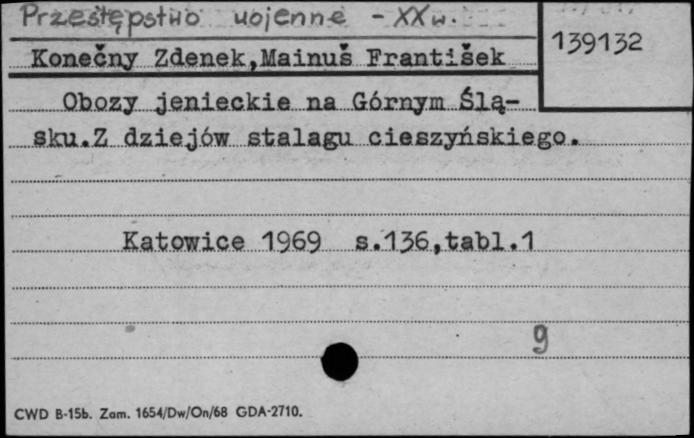 Przestępstwo wojenne - XX w.
139132
Konečny Zdenek,Mainuš František
Obozy jenieckie na Górnym Ślą-
sku.Z dziejów stalagu cieszyńskiego.
Katowice 1969 s.136,tabl.1
9
CWD B-15b. Zam. 1654/Dw/On/68 GDA-2710.